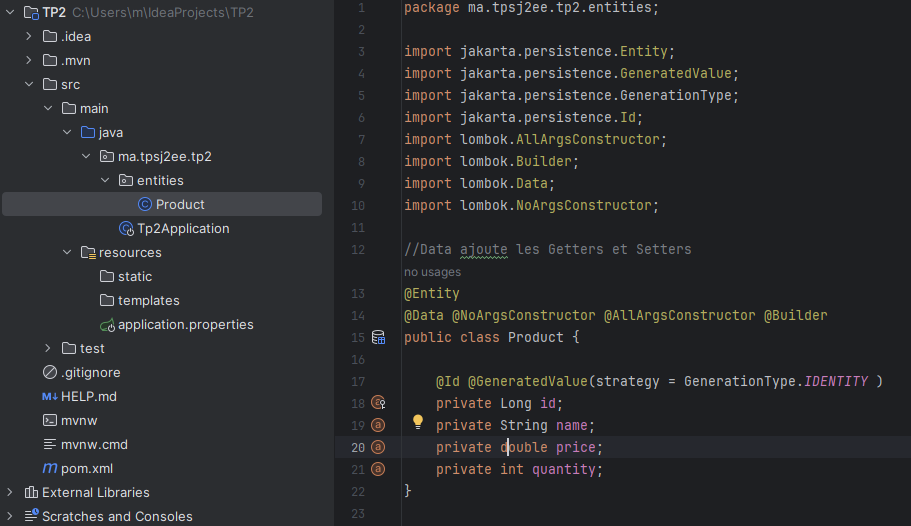 TP2 C:\Users\m\IdeaProjects\TP2
.idea
.mvn
src
main
java
ma.tpsj2ee.tp2
entities
Product
Tp2Application
resources
static
templates
application.properties
test
.gitignore
M↓ HELP.md
mvnw
mvnw.cmd
m pom.xml
External Libraries
Scratches and Consoles
1 package ma.tpsj2ee.tp2.entities;
2
3 import jakarta.persistence.Entity;
4 import jakarta.persistence.GeneratedValue;
5 import jakarta.persistence.GenerationType;
6 import jakarta.persistence.Id;
7 import lombok.AllArgsConstructor;
8 import lombok.Builder;
9 import lombok.Data;
10 import lombok.NoArgsConstructor;
11
12 //Data ajoute les Getters et Setters
no usages
13 @Entity
14 @Data @NoArgsConstructor @AllArgsConstructor @Builder
15 public class Product {
16
17 @Id @GeneratedValue(strategy = GenerationType.IDENTITY )
18 private Long id;
19 private String name;
20 private double price;
21 private int quantity;
22 }
23